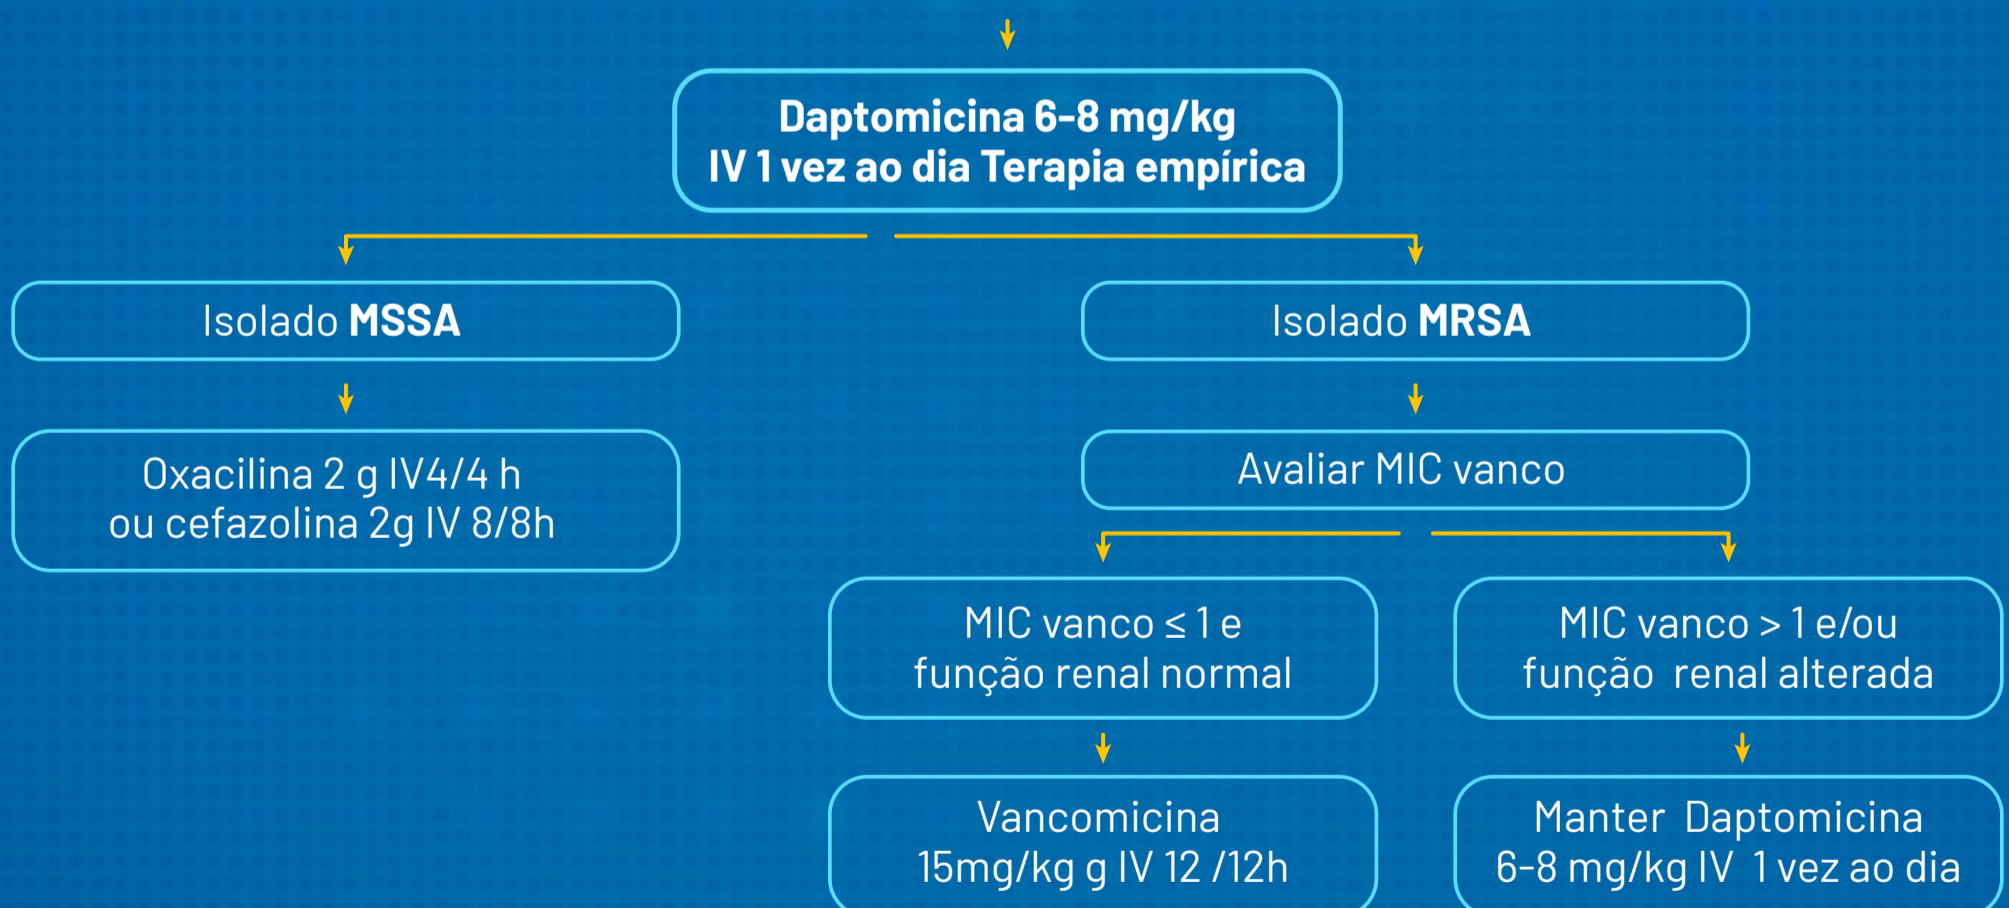 Daptomicina 6-8 mg/kg
IV 1 vez ao dia Terapia empírica
Isolado MSSA
Isolado MRSA
Oxacilina 2 g IV4/4 h
ou cefazolina 2g IV 8/8h
Avaliar MIC vanco
MIC vanco ≤ 1 e
função renal normal
MIC vanco > 1 e/ou
função renal alterada
Vancomicina
15mg/kg g IV 12 /12h
Manter Daptomicina
6-8 mg/kg IV 1 vez ao dia